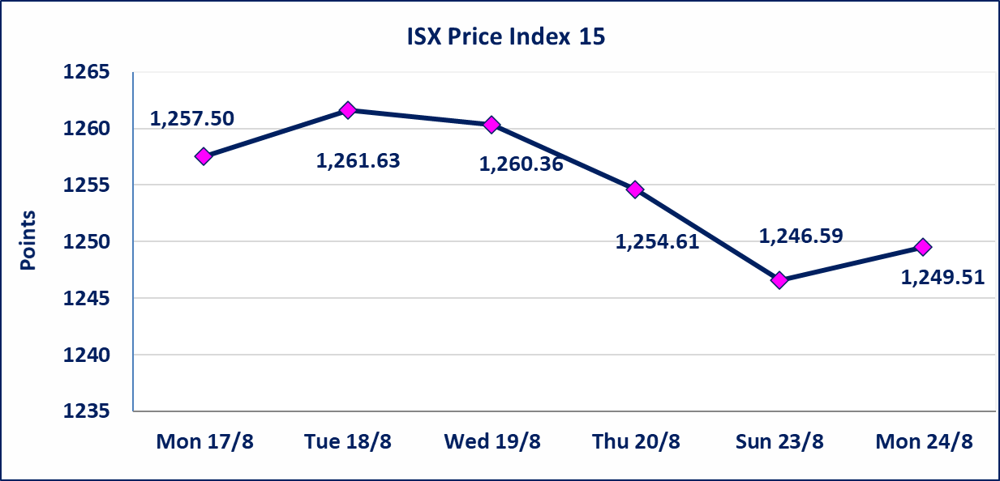 ISX Price Index 15
Points
1265
1260
1255
1250
1245
1240
1235
1,257.50
1,261.63
1,260.36
1,254.61
1,246.59
1,249.51
Mon 17/8
Tue 18/8
Wed 19/8
Thu 20/8
Sun 23/8
Mon 24/8